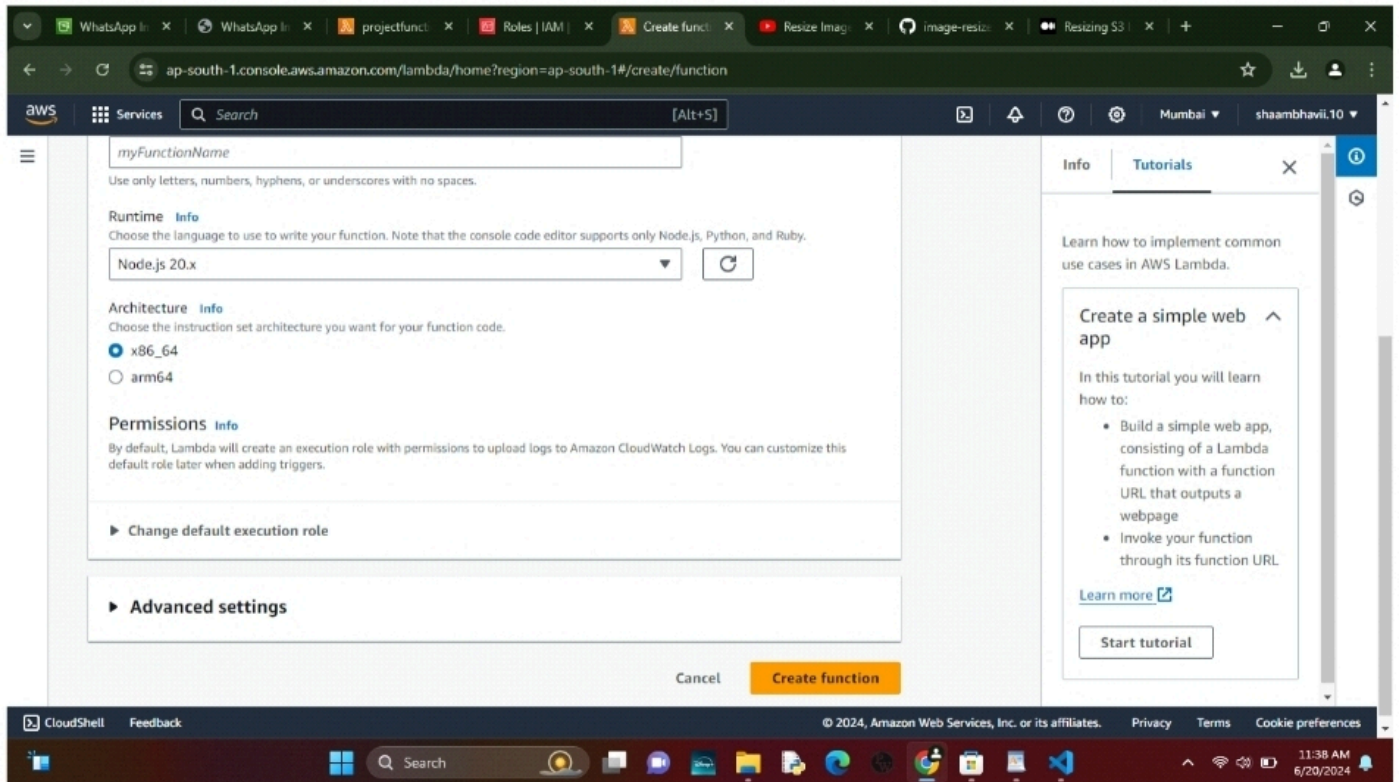 WhatsApp In
WhatsApp In
projectfuncti
Roles | IAM |
Create functi
Resize Image
image-resize
Resizing S3 I
ap-south-1.console.aws.amazon.com/lambda/home?region=ap-south-1#/create/function
aws
Services
Search
[Alt+S]
Mumbai
shaambhavii.10
myFunctionName
Use only letters, numbers, hyphens, or underscores with no spaces.
Runtime Info
Choose the language to use to write your function. Note that the console code editor supports only Node.js, Python, and Ruby.
Node.js 20.x
Architecture Info
Choose the instruction set architecture you want for your function code.
x86_64
arm64
Permissions Info
By default, Lambda will create an execution role with permissions to upload logs to Amazon CloudWatch Logs. You can customize this
default role later when adding triggers.
Change default execution role
Advanced settings
Cancel
Create function
Info
Tutorials
Learn how to implement common
use cases in AWS Lambda.
Create a simple web
app
In this tutorial you will learn
how to:
• Build a simple web app,
consisting of a Lambda
function with a function
URL that outputs a
webpage
• Invoke your function
through its function URL
Learn more
Start tutorial
CloudShell
Feedback
© 2024, Amazon Web Services, Inc. or its affiliates.
Privacy
Terms
Cookie preferences
Search
11:38 AM
6/20/2024